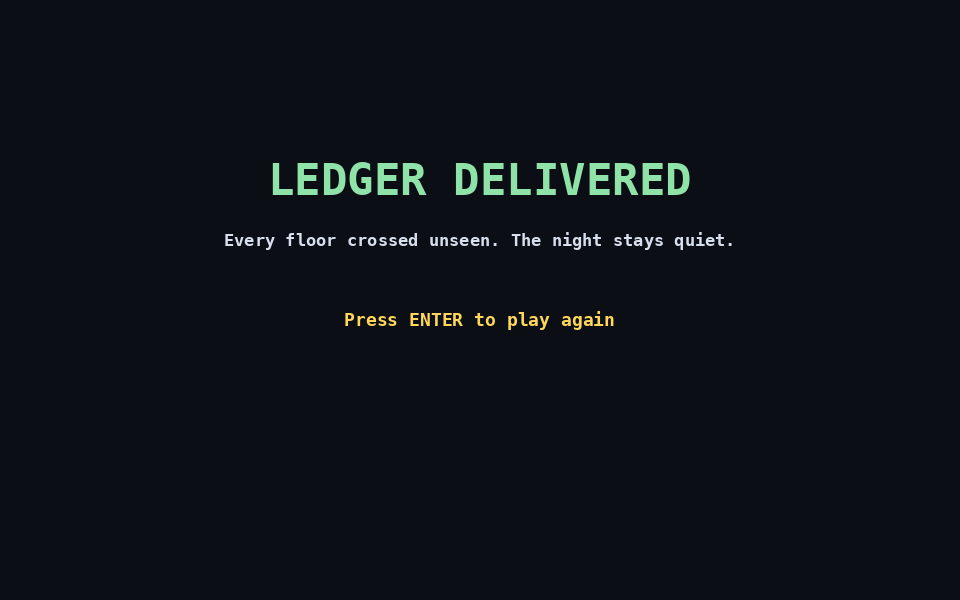 LEDGER DELIVERED
Every floor crossed unseen. The night stays quiet.
Press ENTER to play again